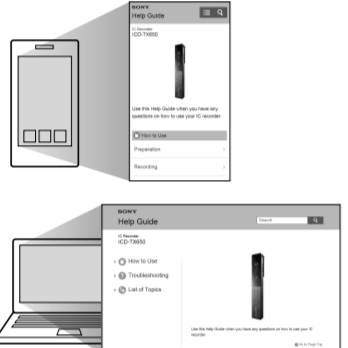 SONY
Help Guide
IC Recorder
ICD-TX650
Use this Help Guide when you have any
questions on how to use your IC recorder.
How to Use
Preparation
Recording
SONY
Help Guide
Search
IC Recorder
ICD-TX650
How to Use
Troubleshooting
List of Topics
Use this Help Guide when you have any questions on how to use your IC
recorder.
Go to Page Top